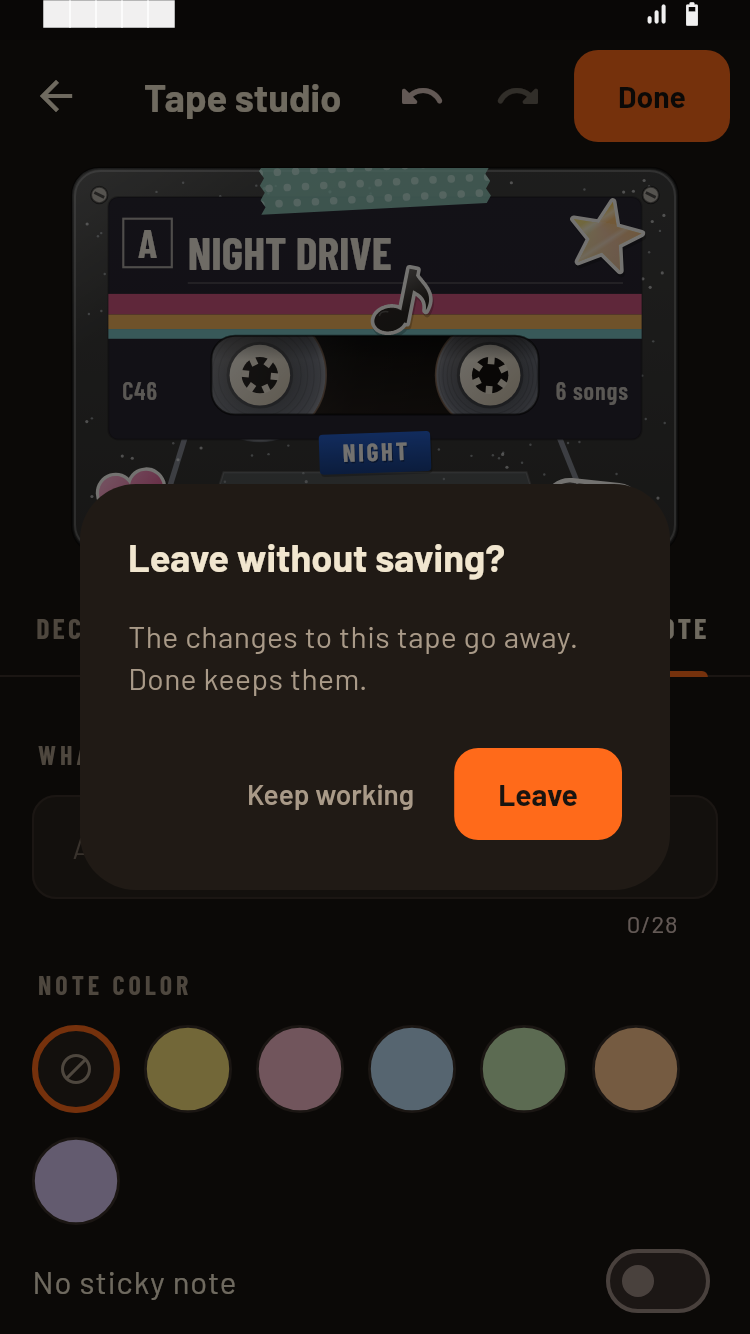 Tape studio
Done
A
NIGHT DRIVE
C46
6 songs
NIGHT
Leave without saving?
The changes to this tape go away.
Done keeps them.
Keep working
Leave
0/28
NOTE COLOR
No sticky note